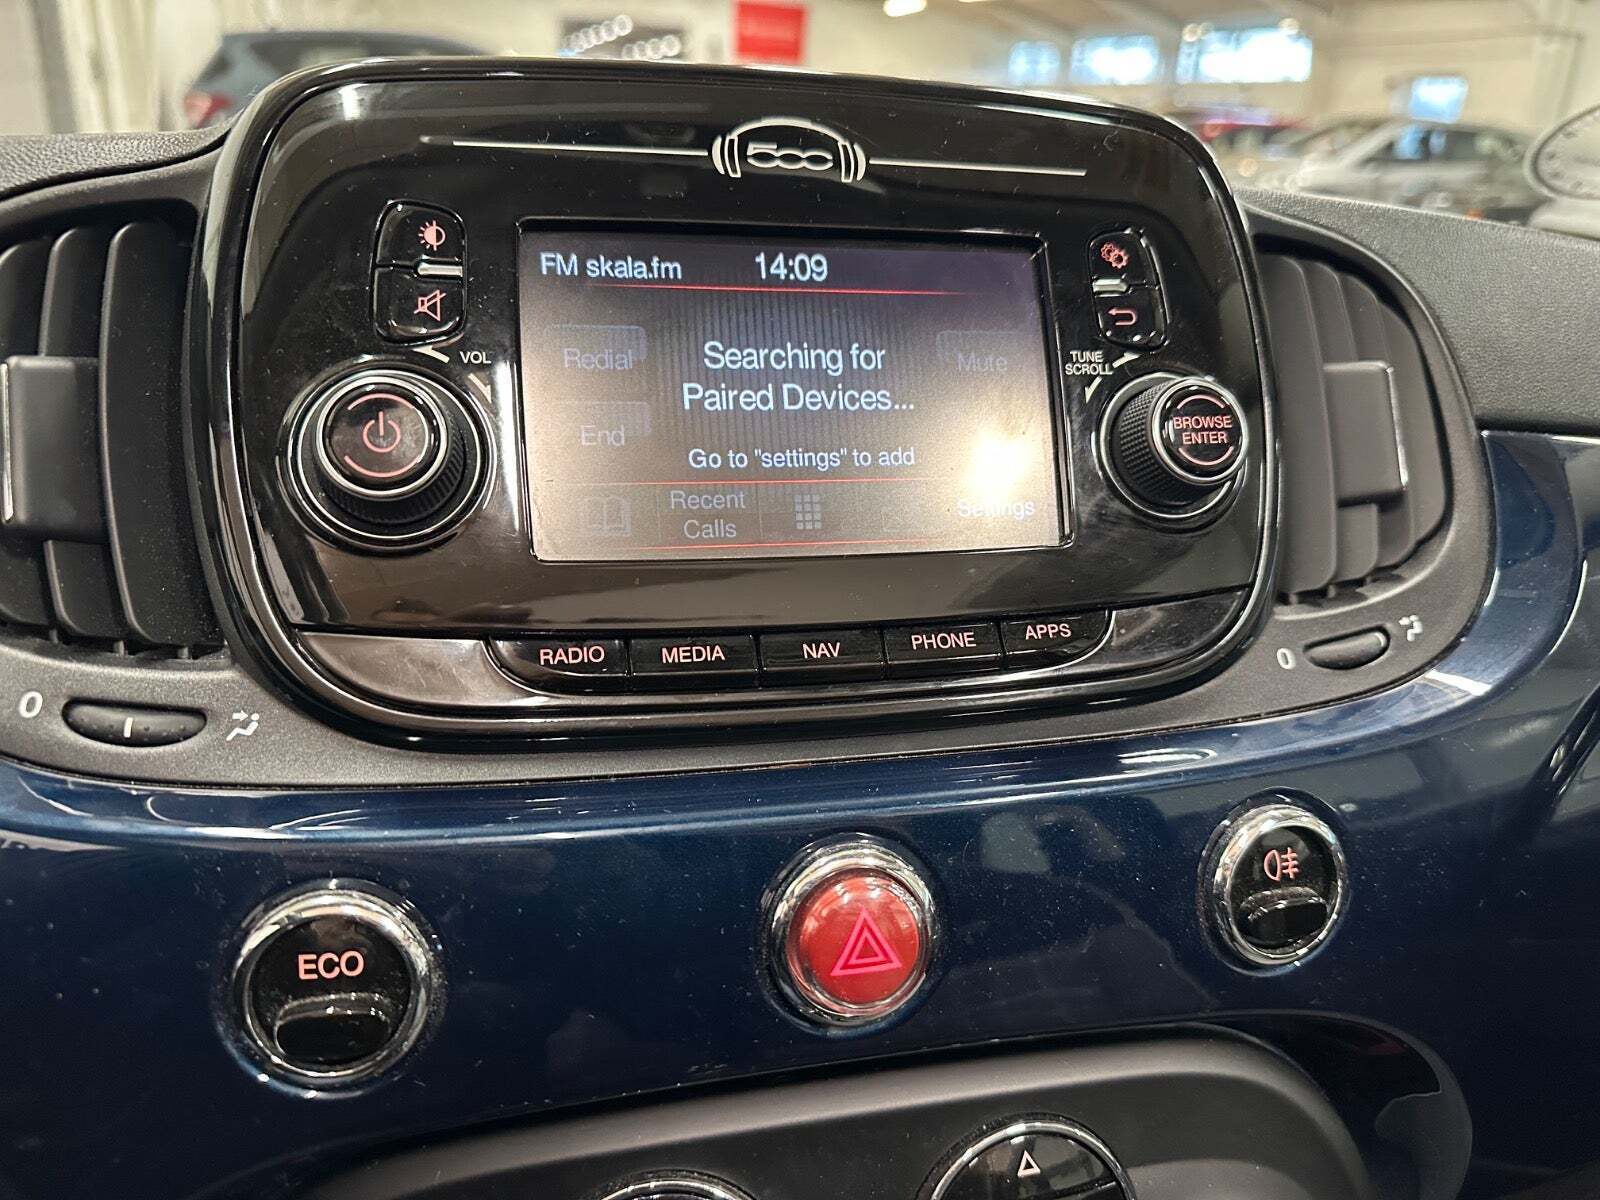 500
FM skala.fm 14:09
Redial
Searching for
Paired Devices...
Mute
End
Go to "settings" to add
Recent
Calls
Settings
VOL
TUNE
SCROLL
BROWSE
ENTER
RADIO
MEDIA
NAV
PHONE
APPS
0
0
ECO